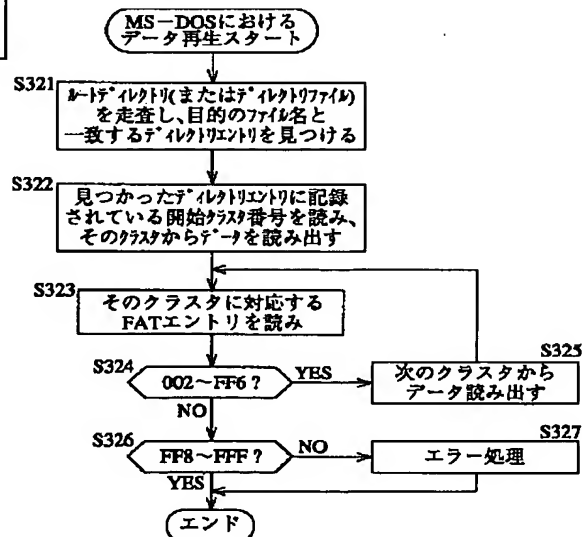 MS-DOSにおける
データ再生スタート
S321
ルートディレクトリ(またはディレクトリファイル)
を走査し、目的のファイル名と
一致するディレクトリエントリを見つける
S322
見つかったディレクトリエントリに記録
されている開始クラスタ番号を読み、
そのクラスタからデータを読み出す
S323
そのクラスタに対応する
FATエントリを読み
S324
002~FF6?
YES
S325
次のクラスタから
データ読み出す
NO
S326
FF8~FFF?
NO
S327
エラー処理
YES
エンド